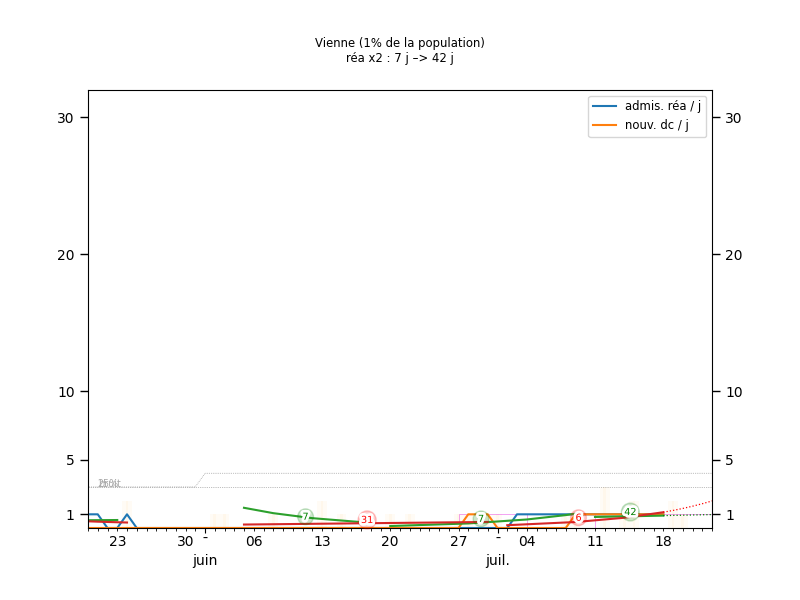 Vienne (1% de la population)
réa x2 : 7 j –> 42 j
admis. réa / j
nouv. dc / j
30 30
20 20
10 10
5 5
1 1
7 31 7 6 42
23 30 - 06 13 20 27 - 04 11 18
juin juil.